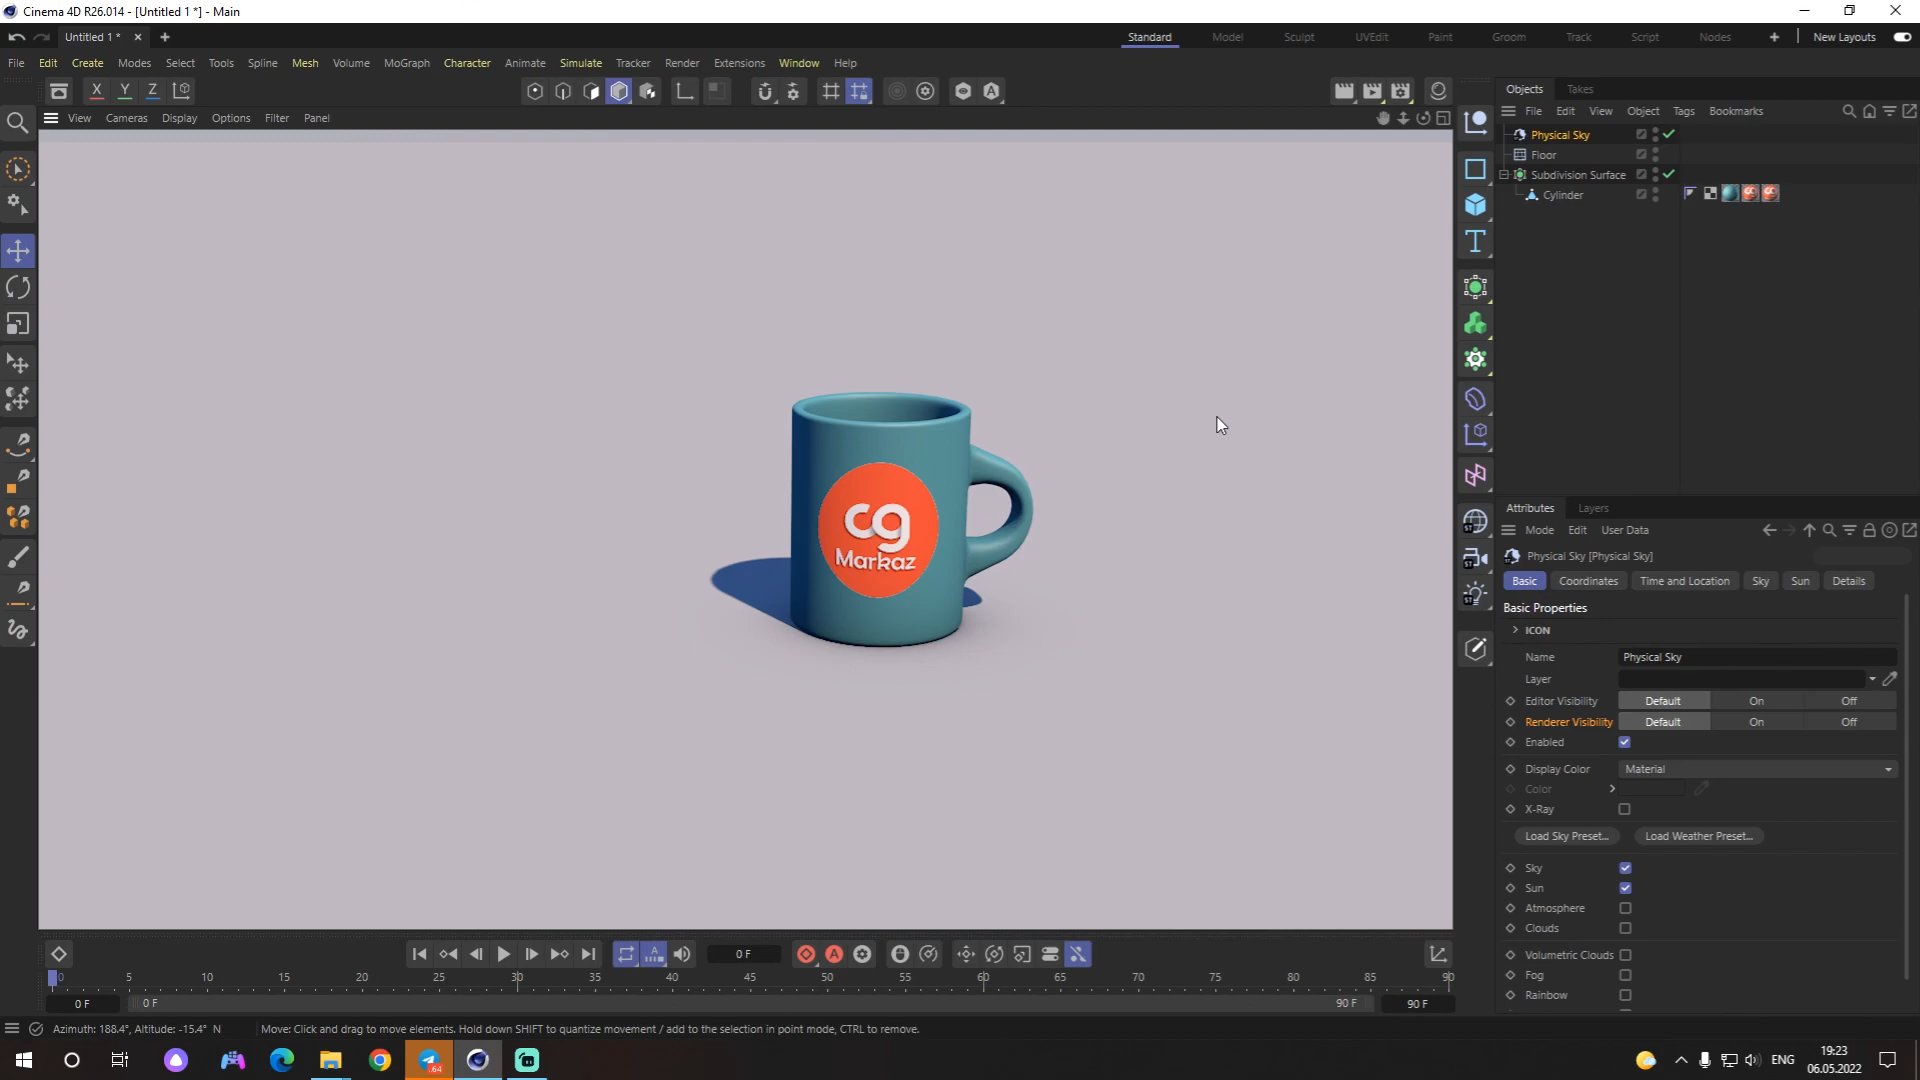 Cinema 4D R26.014 - [Untitled 1 *] - Main
Untitled 1 *
Standard Model Sculpt UVEdit Paint Groom Track Script Nodes New Layouts
File Edit Create Modes Select Tools Spline Mesh Volume MoGraph Character Animate Simulate Tracker Render Extensions Window Help
X Y Z
Objects Takes
View Cameras Display Options Filter Panel
File Edit View Object Tags Bookmarks
Physical Sky
Floor
Subdivision Surface
Cylinder
cg
Markaz
Attributes Layers
Mode Edit User Data
Physical Sky [Physical Sky]
Basic Coordinates Time and Location Sky Sun Details
Basic Properties
ICON
Name Physical Sky
Layer
Editor Visibility Default On Off
Renderer Visibility Default On Off
Enabled
Display Color Material
Color
X-Ray
Load Sky Preset... Load Weather Preset...
Sky
Sun
Atmosphere
Clouds
Volumetric Clouds
Fog
Rainbow
0 F
0 5 10 15 20 25 30 35 40 45 50 55 60 65 70 75 80 85 90
0 F 0 F 90 F 90 F
Azimuth: 188.4°, Altitude: -15.4° N Move: Click and drag to move elements. Hold down SHIFT to quantize movement / add to the selection in point mode, CTRL to remove.
64
ENG
19:23
06.05.2022